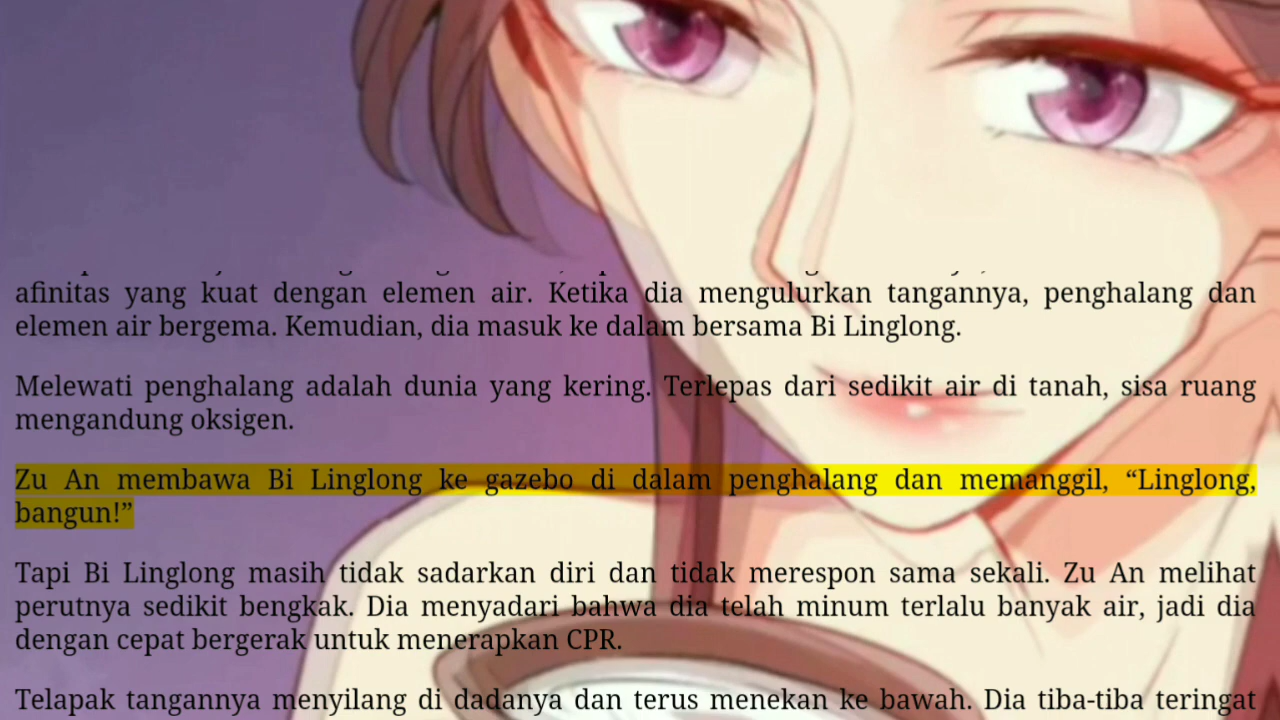 afinitas yang kuat dengan elemen air. Ketika dia mengulurkan tangannya, penghalang dan
elemen air bergema. Kemudian, dia masuk ke dalam bersama Bi Linglong.
Melewati penghalang adalah dunia yang kering. Terlepas dari sedikit air di tanah, sisa ruang
mengandung oksigen.
Zu An membawa Bi Linglong ke gazebo di dalam penghalang dan memanggil, “Linglong,
bangun!”
Tapi Bi Linglong masih tidak sadarkan diri dan tidak merespon sama sekali. Zu An melihat
perutnya sedikit bengkak. Dia menyadari bahwa dia telah minum terlalu banyak air, jadi dia
dengan cepat bergerak untuk menerapkan CPR.
Telapak tangannya menyilang di dadanya dan terus menekan ke bawah. Dia tiba-tiba teringat